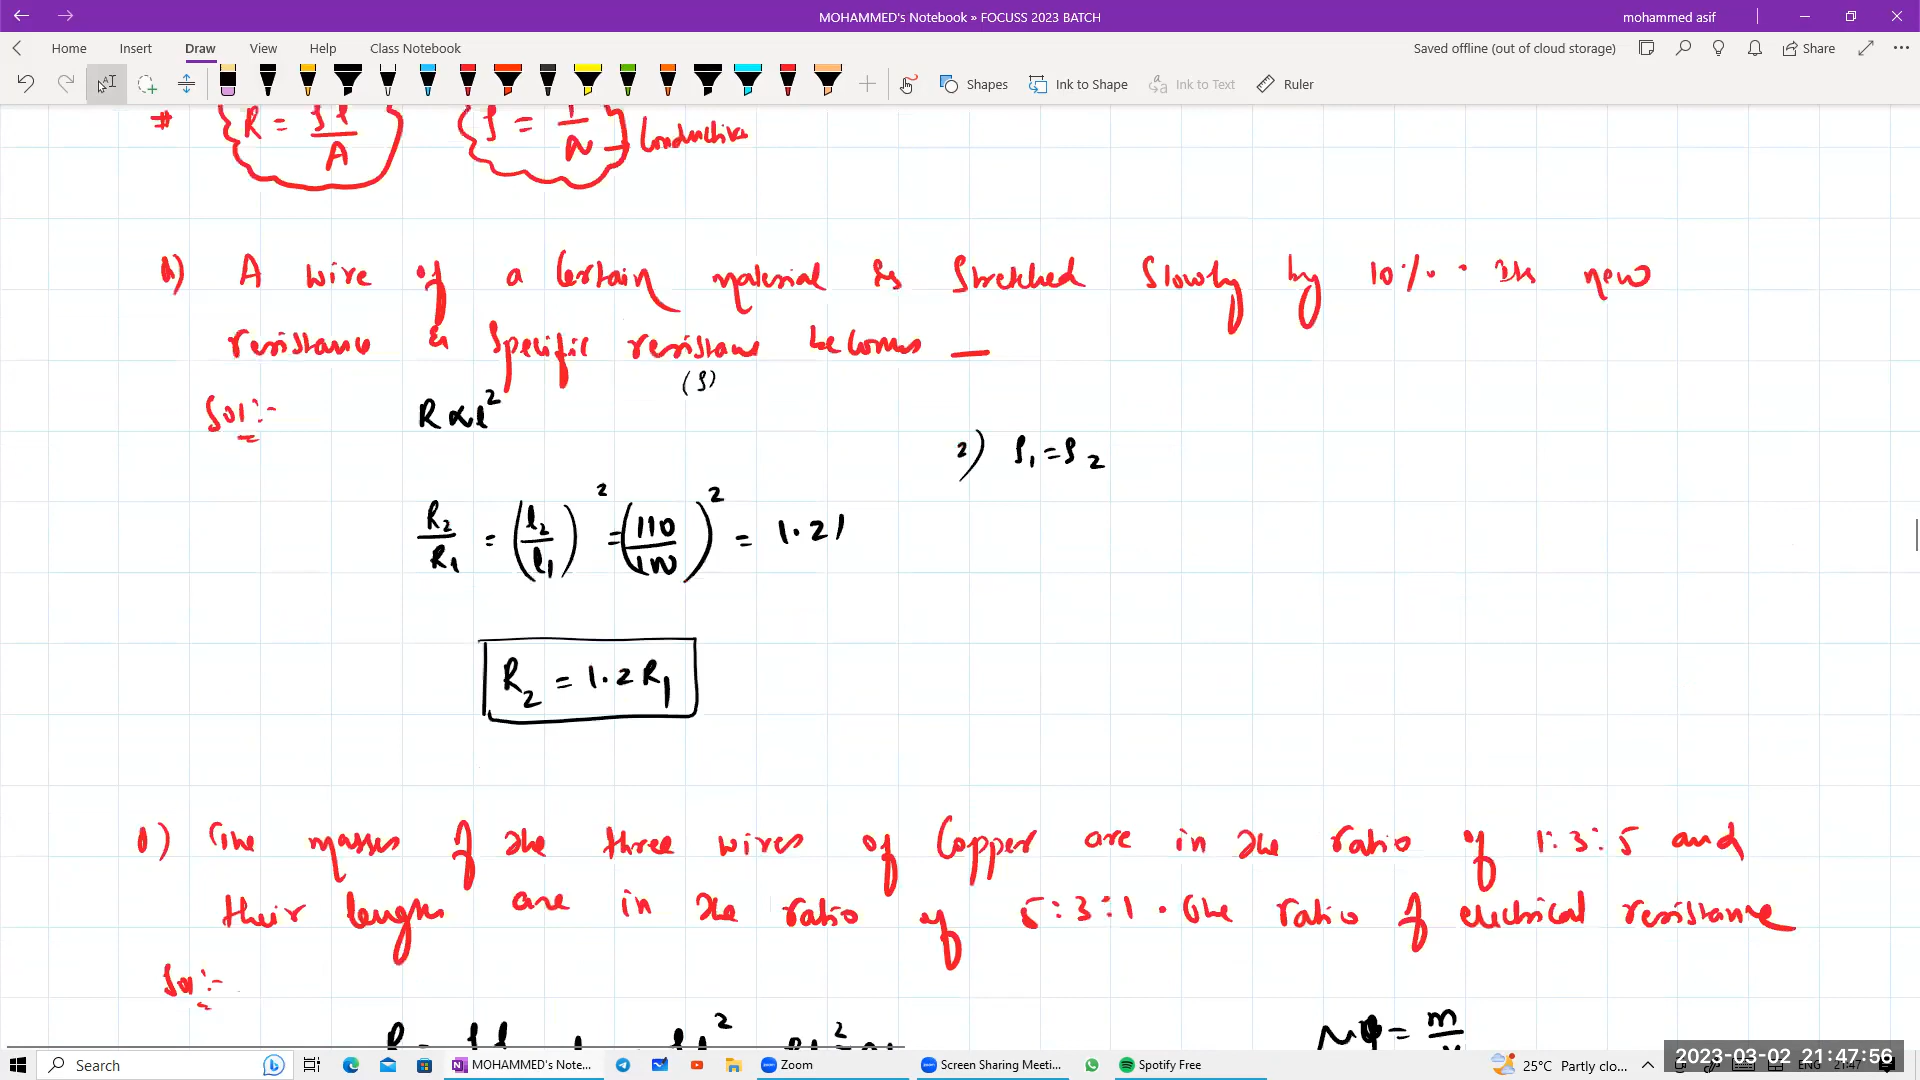 MOHAMMED's Notebook » FOCUSS 2023 BATCH
mohammed asif
Home Insert Draw View Help Class Notebook
Saved offline (out of cloud storage)
Share
Shapes Ink to Shape Ink to Text Ink Ruler
R = ρl/A ρ = 1/σ → Conductive
Q) A wire of a Certain material is Stretched Slowly by 10%. Its new
resistance & Specific resistance becomes —
(ρ)
Sol:-
R ∝ l²
2) ρ₁ = ρ₂
R₂/R₁ = (l₂/l₁)² = (110/100)² = 1.21
R₂ = 1.2 R₁
Q) The masses of the three wires of Copper are in the ratio of 1:3:5 and
their lengths are in the ratio of 5:3:1. The ratio of electrical resistance
Sol:-
Search
MOHAMMED's Note...
Zoom
Screen Sharing Meeti...
Spotify Free
25°C Partly clo...
2023-03-02 21:47:56